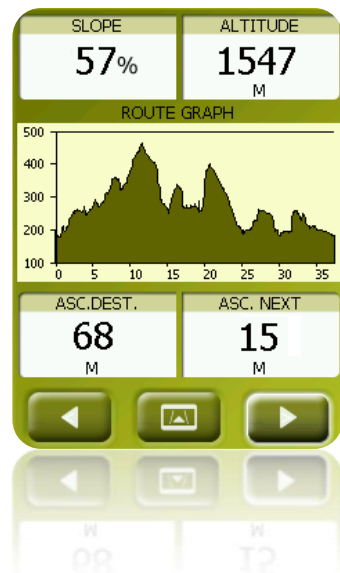 SLOPE ALTITUDE
57% 1547
M
ROUTE GRAPH
500
400
300
200
100
0 5 10 15 20 25 30 35
ASC.DEST. ASC. NEXT
68 15
M M